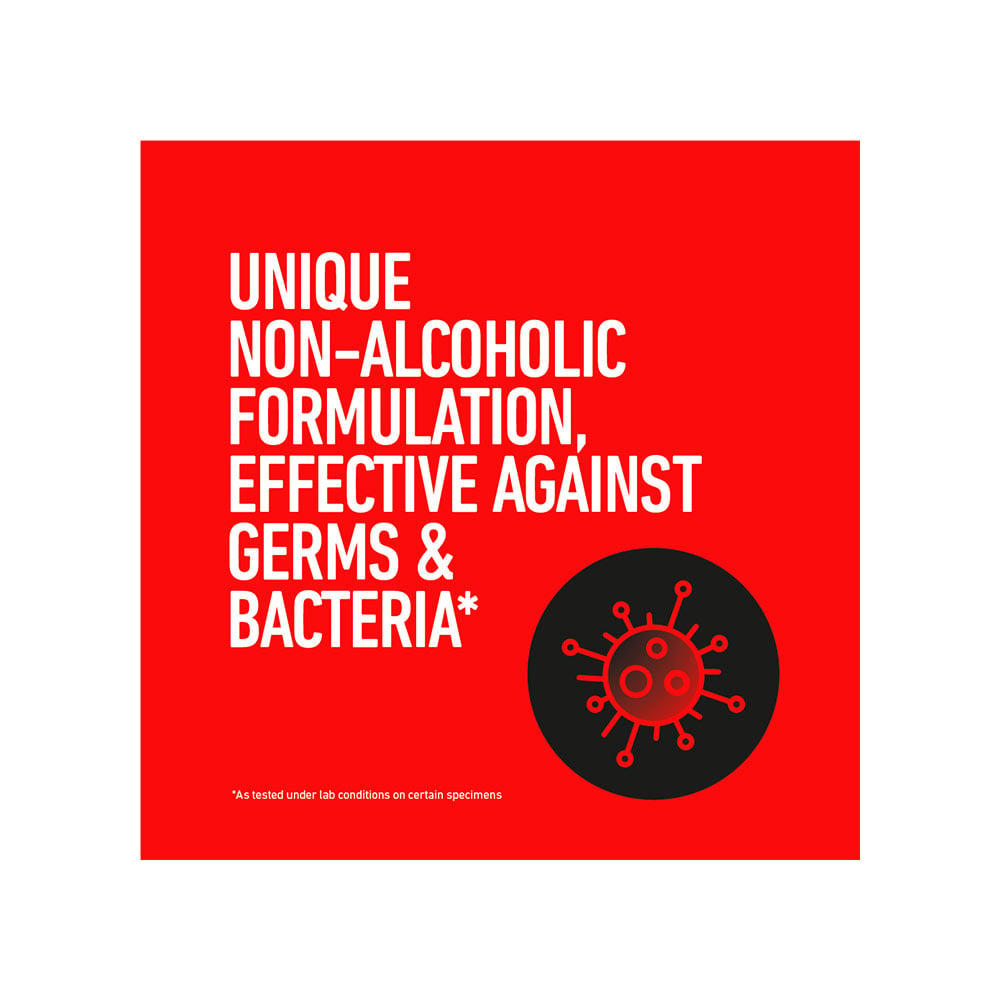 UNIQUE
NON-ALCOHOLIC
FORMULATION,
EFFECTIVE AGAINST
GERMS &
BACTERIA*
*As tested under lab conditions on certain specimens